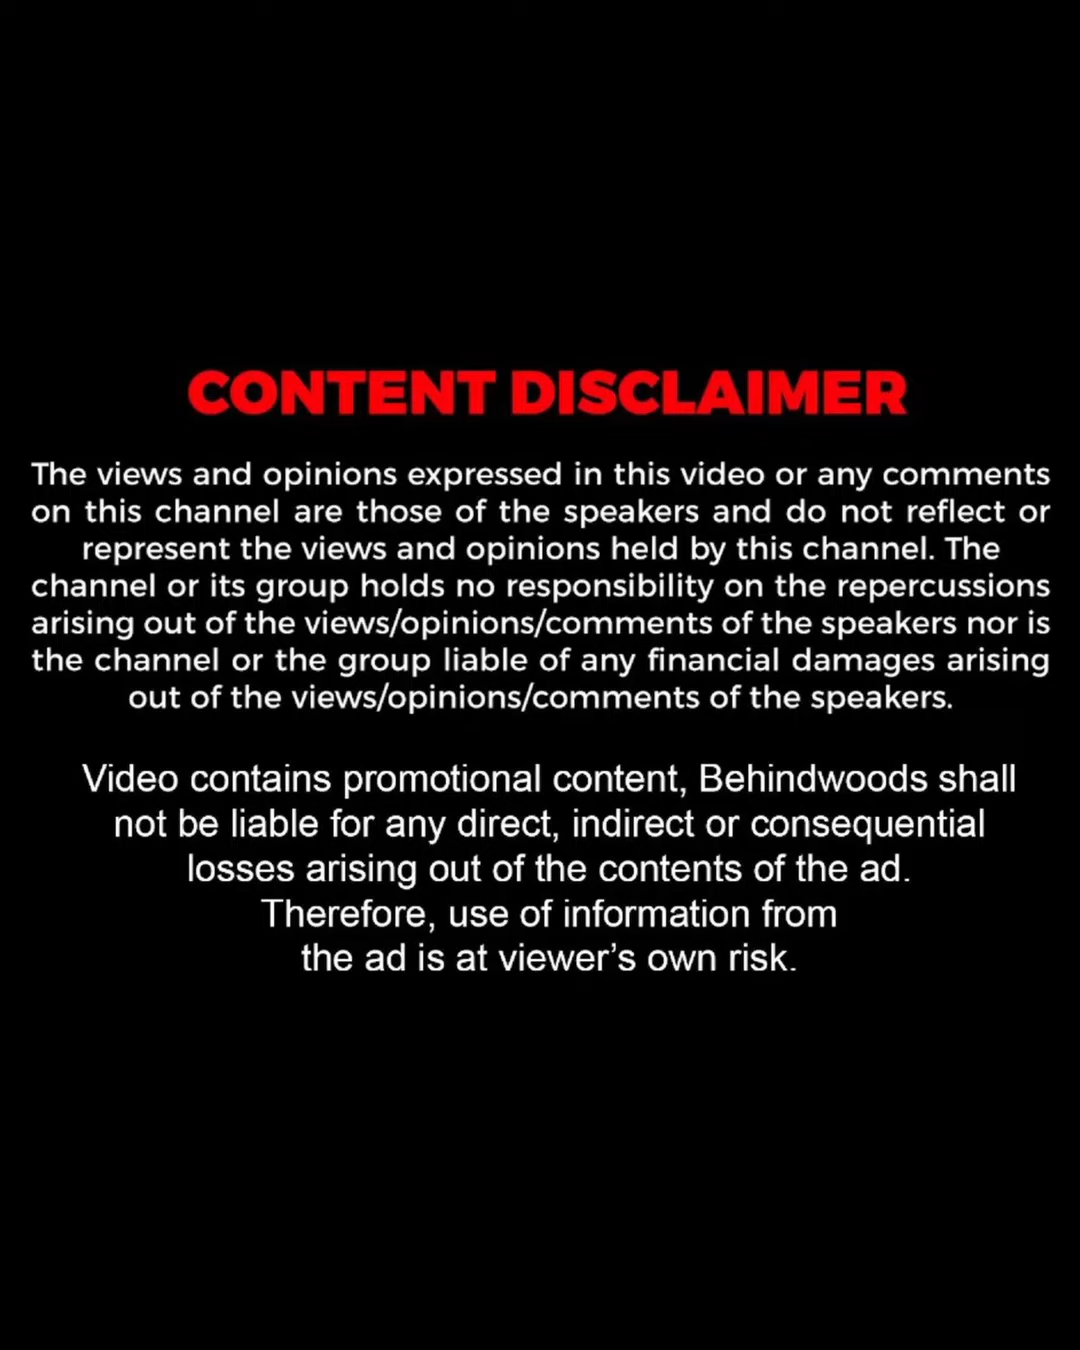 CONTENT DISCLAIMER
The views and opinions expressed in this video or any comments
on this channel are those of the speakers and do not reflect or
represent the views and opinions held by this channel. The
channel or its group holds no responsibility on the repercussions
arising out of the views/opinions/comments of the speakers nor is
the channel or the group liable of any financial damages arising
out of the views/opinions/comments of the speakers.
Video contains promotional content, Behindwoods shall
not be liable for any direct, indirect or consequential
losses arising out of the contents of the ad.
Therefore, use of information from
the ad is at viewer’s own risk.